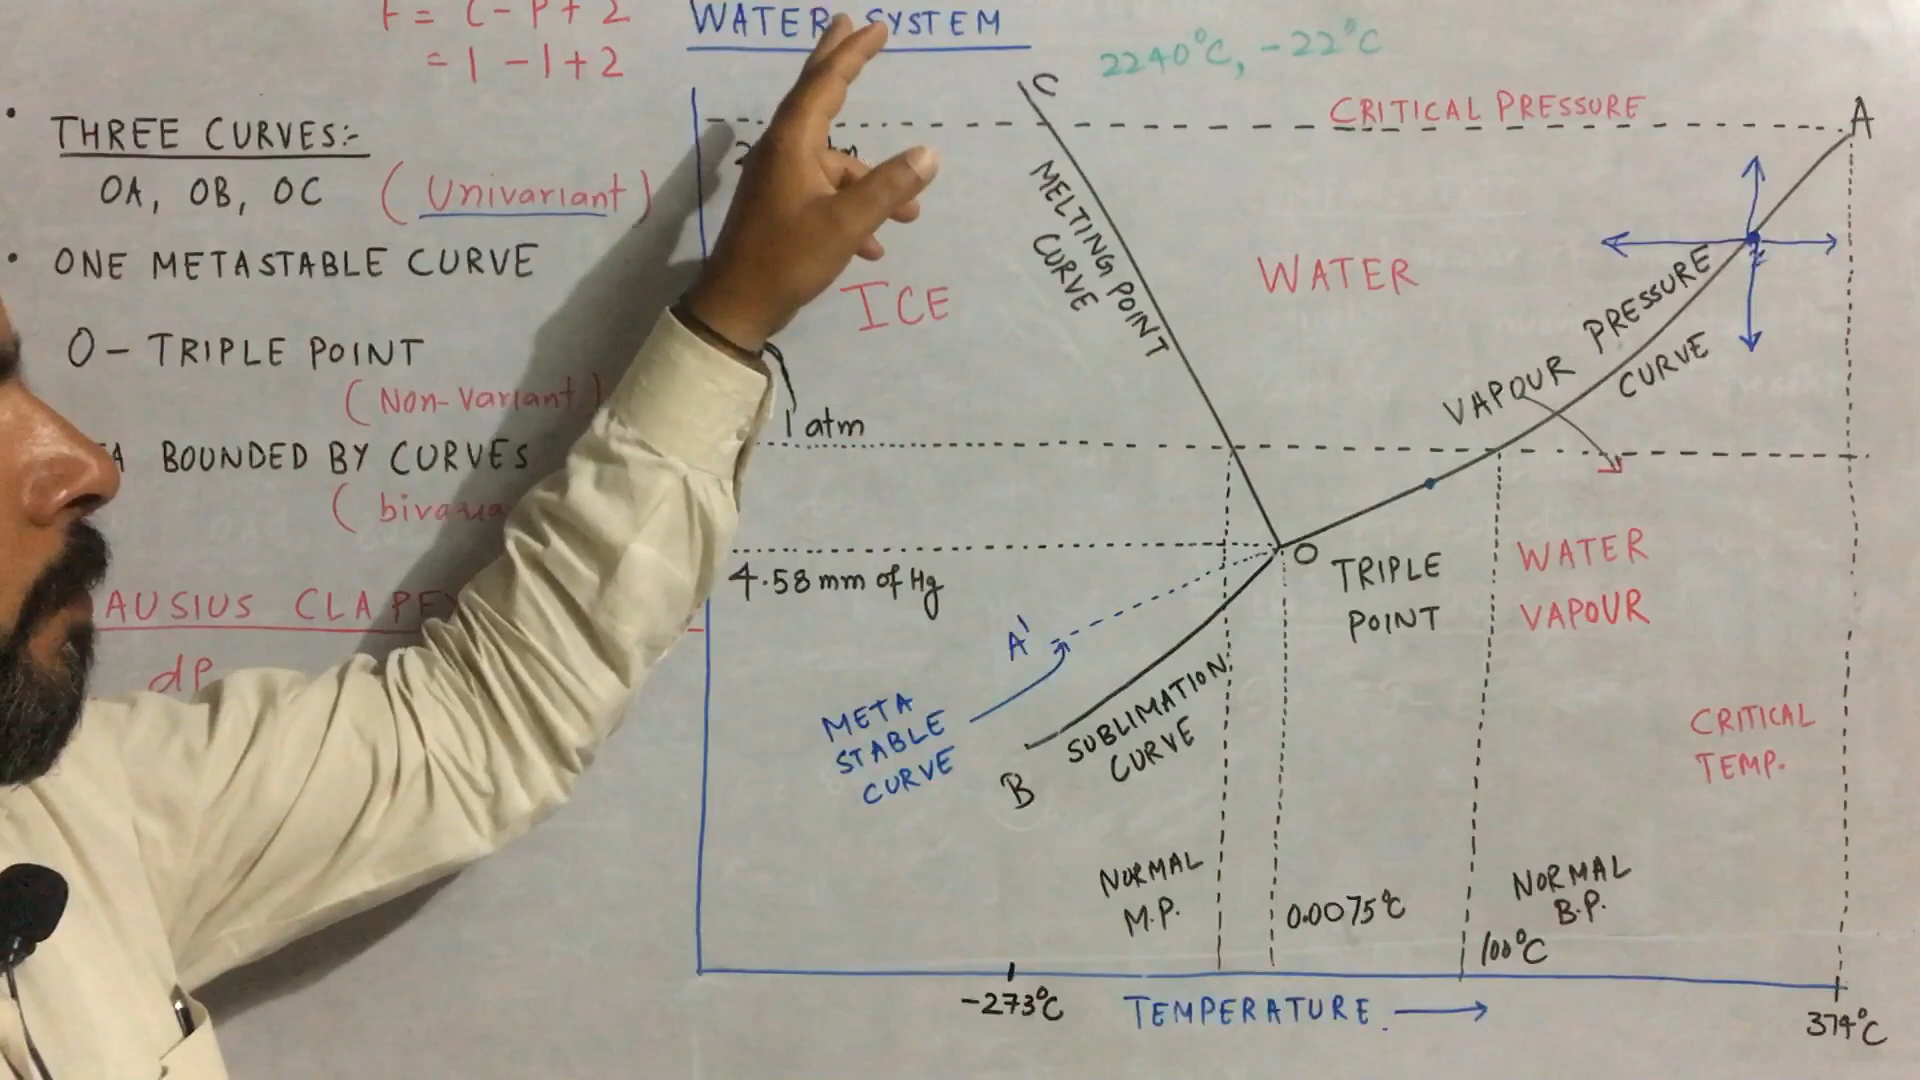 F = C - P + 2
= 1 - 1 + 2
WATER SYSTEM
2240°C, -22°C
• THREE CURVES:-
OA, OB, OC (Univariant)
• ONE METASTABLE CURVE
O - TRIPLE POINT
(Non-Variant)
BOUNDED BY CURVES
AUSIUS CLAPEY
dP
C
CRITICAL PRESSURE
A
MELTING POINT
CURVE
ICE
WATER
VAPOUR PRESSURE
CURVE
1 atm
4.58 mm of Hg
O
TRIPLE
POINT
WATER
VAPOUR
A'
META
STABLE
CURVE
B
SUBLIMATION
CURVE
CRITICAL
TEMP.
NORMAL
M.P.
0.0075°C
NORMAL
B.P.
100°C
-273°C
TEMPERATURE
374°C